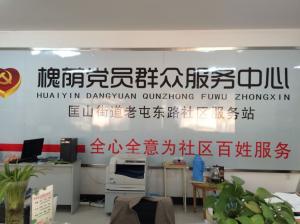 槐荫党员群众服务中心
HUAIYIN DANGYUAN QUNZHONG FUWU ZHONGXIN
匡山街道老屯东路社区服务站
全心全意为社区百姓服务